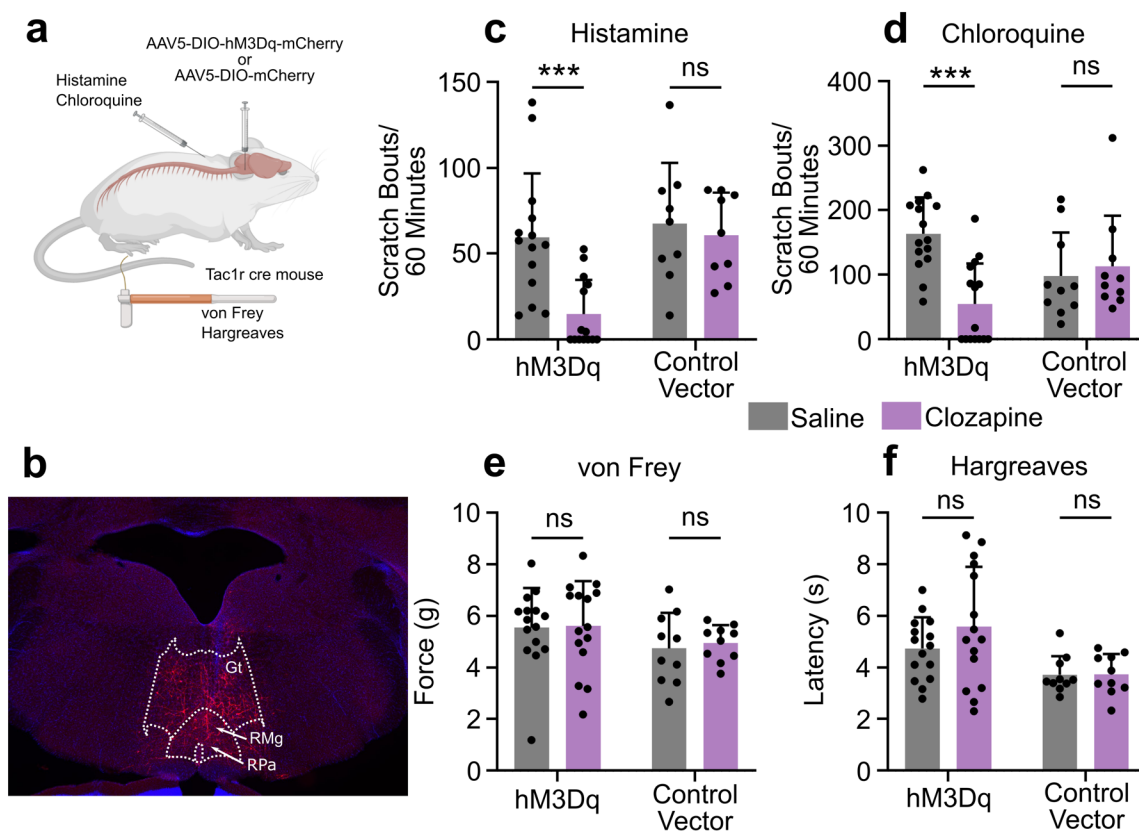 a
AAV5-DIO-hM3Dq-mCherry
or
AAV5-DIO-mCherry
Histamine
Chloroquine
Tac1r cre mouse
von Frey
Hargreaves
b
Gt
RMg
RPa
c
Histamine
Scratch Bouts/
60 Minutes
150
100
50
0
***
ns
hM3Dq
Control
Vector
d
Chloroquine
Scratch Bouts/
60 Minutes
400
300
200
100
0
***
ns
hM3Dq
Control
Vector
Saline
Clozapine
e
von Frey
Force (g)
10
8
6
4
2
0
ns
ns
hM3Dq
Control
Vector
f
Hargreaves
Latency (s)
10
8
6
4
2
0
ns
ns
hM3Dq
Control
Vector